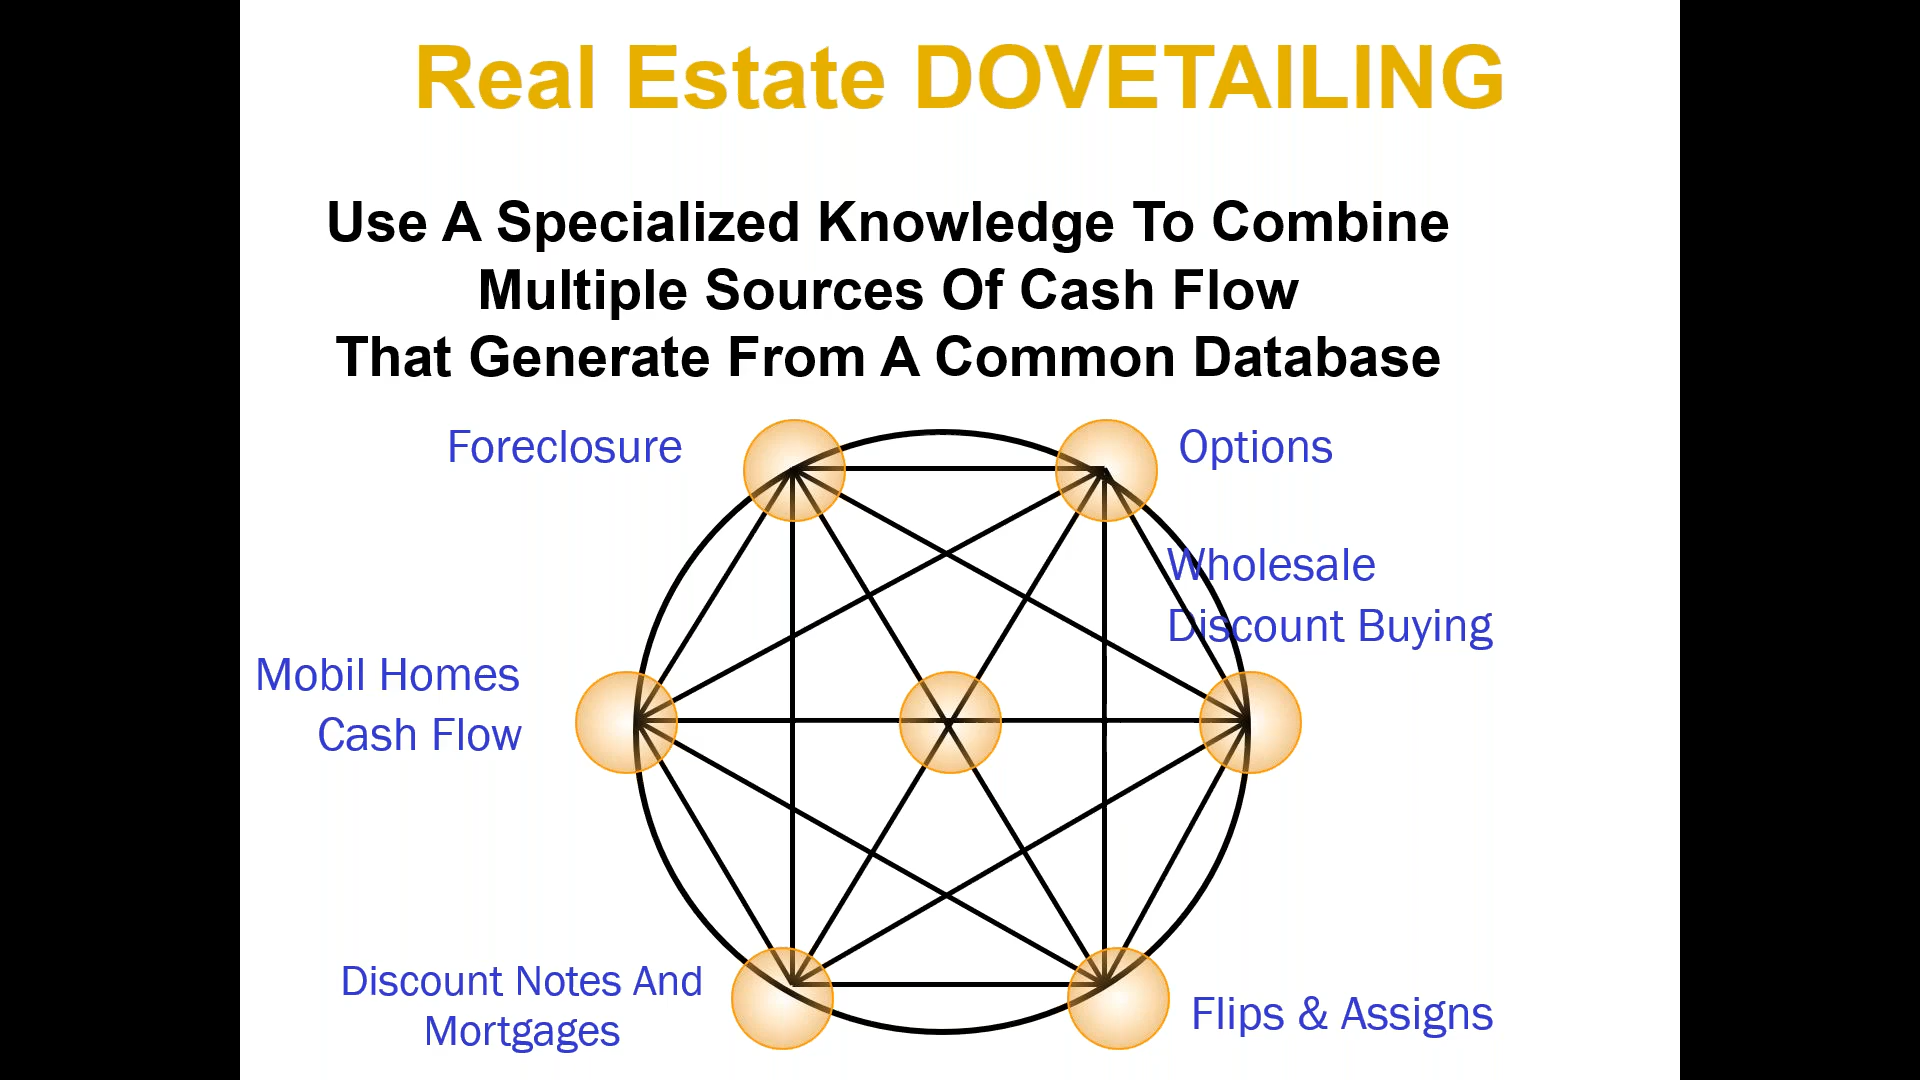 Real Estate DOVETAILING
Use A Specialized Knowledge To Combine
Multiple Sources Of Cash Flow
That Generate From A Common Database
Foreclosure
Options
Wholesale
Discount Buying
Mobil Homes
Cash Flow
Discount Notes And
Mortgages
Flips & Assigns